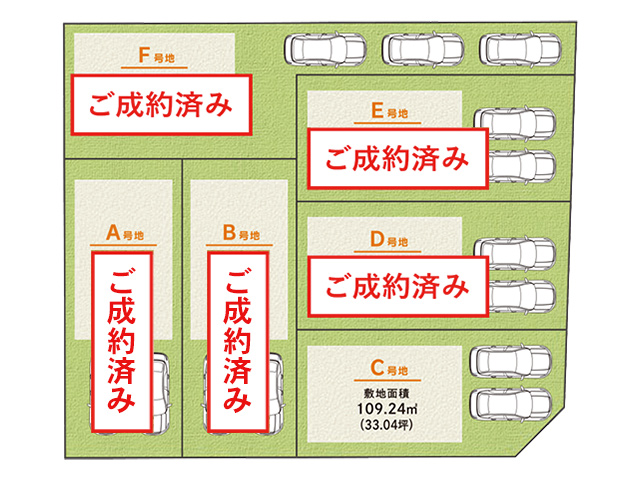 F号地
ご成約済み
E号地
ご成約済み
A号地
ご成約済み
B号地
ご成約済み
D号地
ご成約済み
C号地
敷地面積
109.24㎡
(33.04坪)